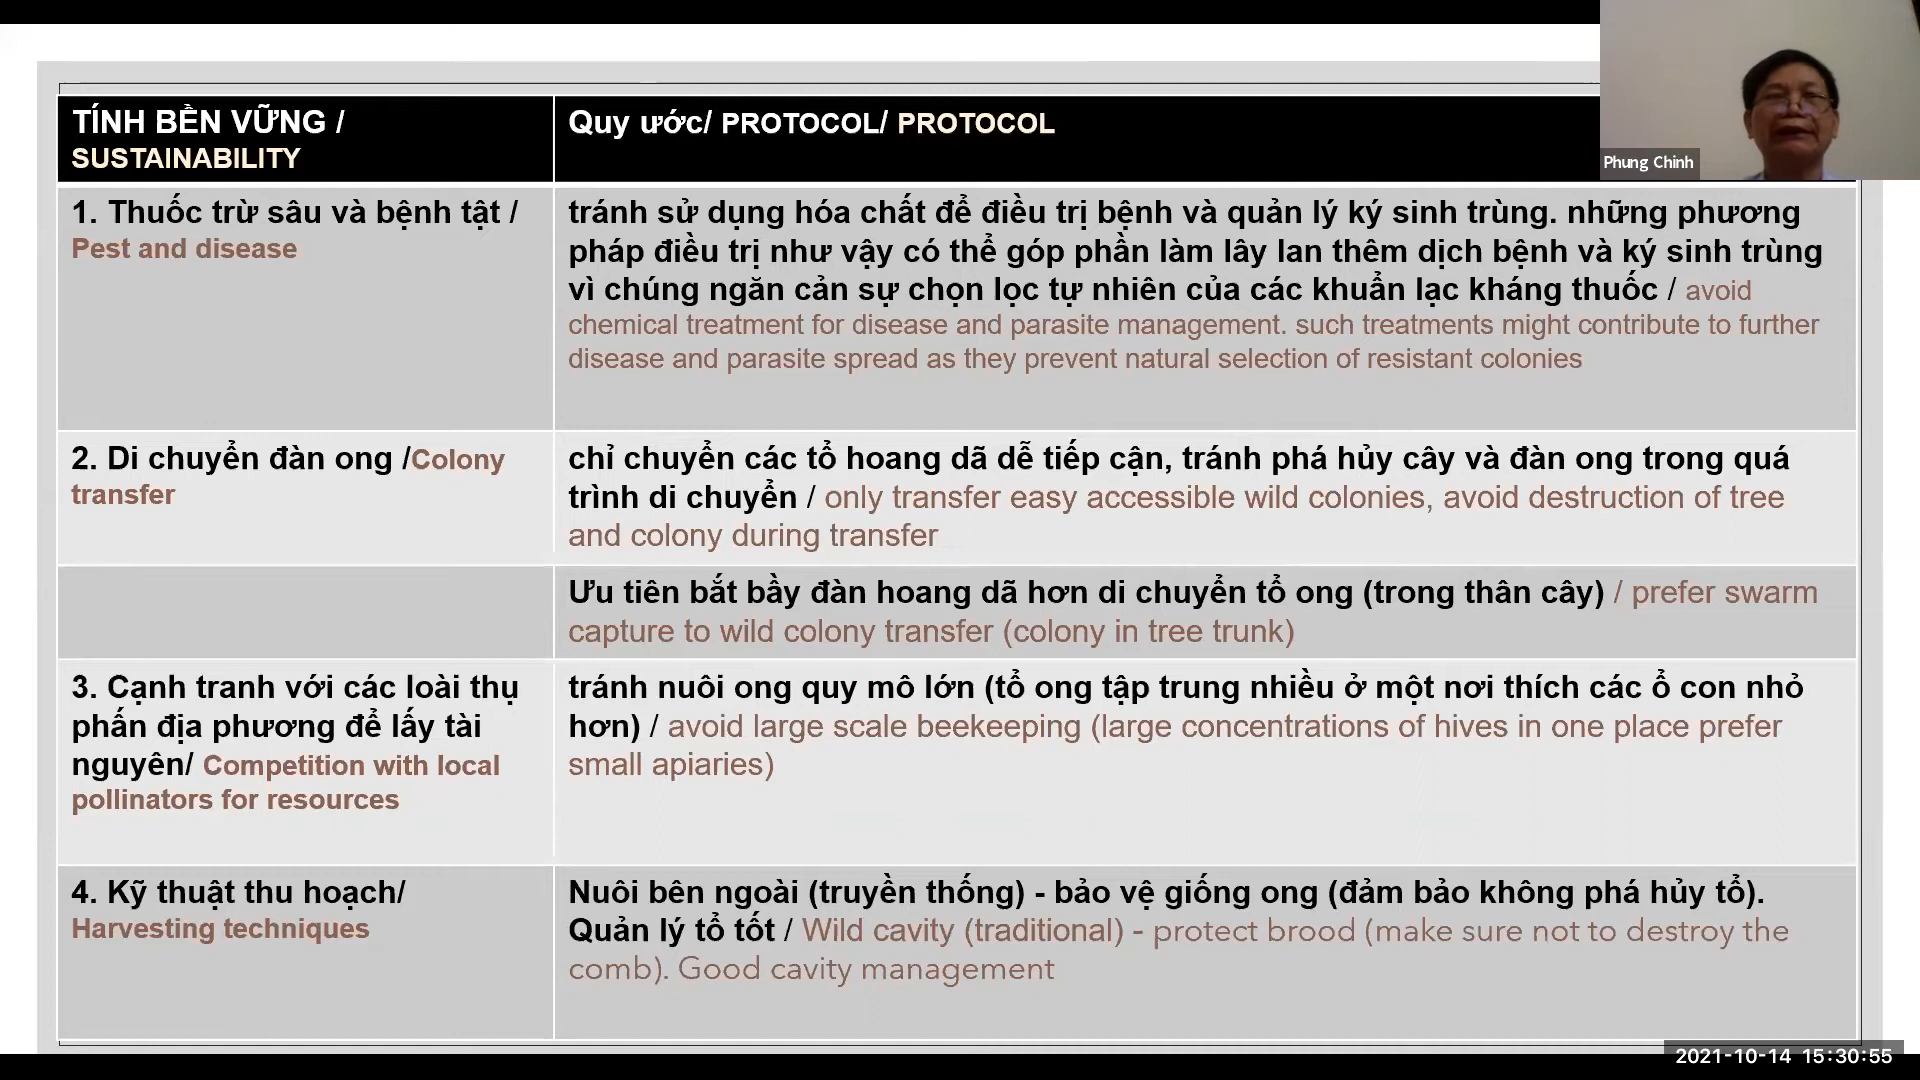 TÍNH BỀN VỮNG /
SUSTAINABILITY
Quy ước/ PROTOCOL/ PROTOCOL
Phung Chinh
1. Thuốc trừ sâu và bệnh tật /
Pest and disease
tránh sử dụng hóa chất để điều trị bệnh và quản lý ký sinh trùng. những phương
pháp điều trị như vậy có thể góp phần làm lây lan thêm dịch bệnh và ký sinh trùng
vì chúng ngăn cản sự chọn lọc tự nhiên của các khuẩn lạc kháng thuốc / avoid
chemical treatment for disease and parasite management. such treatments might contribute to further
disease and parasite spread as they prevent natural selection of resistant colonies
2. Di chuyển đàn ong /Colony
transfer
chỉ chuyển các tổ hoang dã dễ tiếp cận, tránh phá hủy cây và đàn ong trong quá
trình di chuyển / only transfer easy accessible wild colonies, avoid destruction of tree
and colony during transfer
Ưu tiên bắt bầy đàn hoang dã hơn di chuyển tổ ong (trong thân cây) / prefer swarm
capture to wild colony transfer (colony in tree trunk)
3. Cạnh tranh với các loài thụ
phấn địa phương để lấy tài
nguyên/ Competition with local
pollinators for resources
tránh nuôi ong quy mô lớn (tổ ong tập trung nhiều ở một nơi thích các ổ con nhỏ
hơn) / avoid large scale beekeeping (large concentrations of hives in one place prefer
small apiaries)
4. Kỹ thuật thu hoạch/
Harvesting techniques
Nuôi bên ngoài (truyền thống) - bảo vệ giống ong (đảm bảo không phá hủy tổ).
Quản lý tổ tốt / Wild cavity (traditional) - protect brood (make sure not to destroy the
comb). Good cavity management
2021-10-14 15:30:55